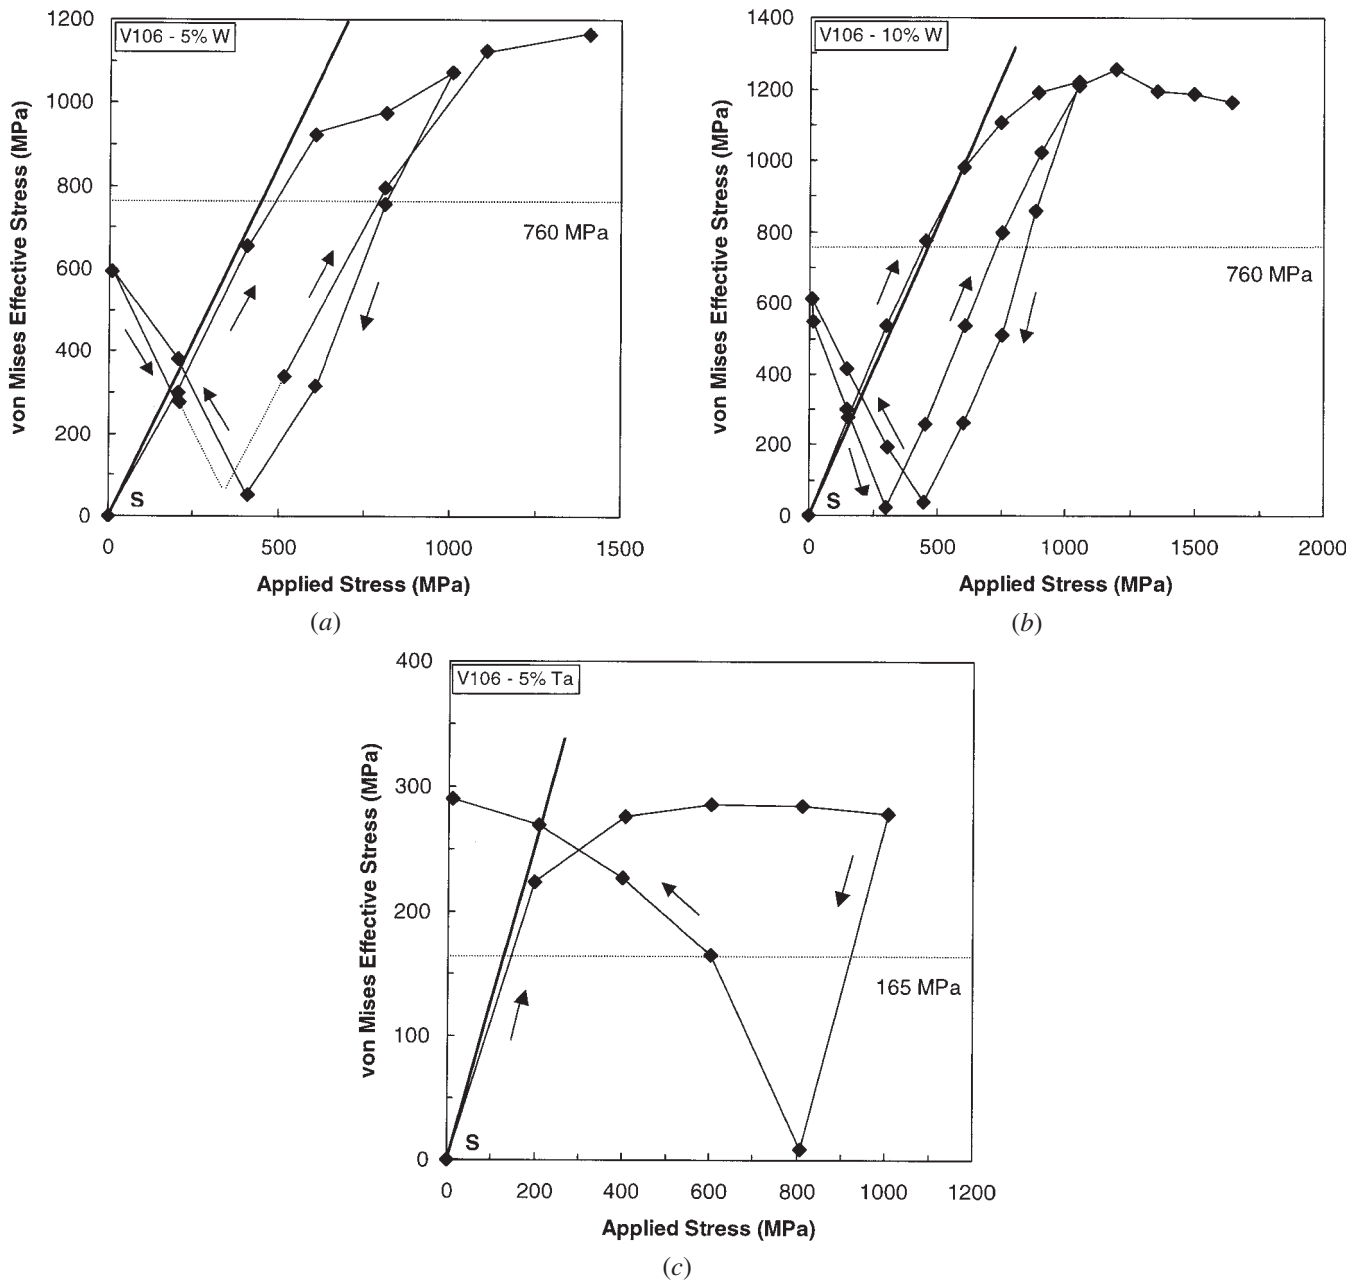 V106 - 5% W
von Mises Effective Stress (MPa)
1200
1000
800
600
400
200
0
760 MPa
S
0 500 1000 1500
Applied Stress (MPa)
(a)
V106 - 10% W
von Mises Effective Stress (MPa)
1400
1200
1000
800
600
400
200
0
760 MPa
S
0 500 1000 1500 2000
Applied Stress (MPa)
(b)
V106 - 5% Ta
von Mises Effective Stress (MPa)
400
300
200
100
0
165 MPa
S
0 200 400 600 800 1000 1200
Applied Stress (MPa)
(c)